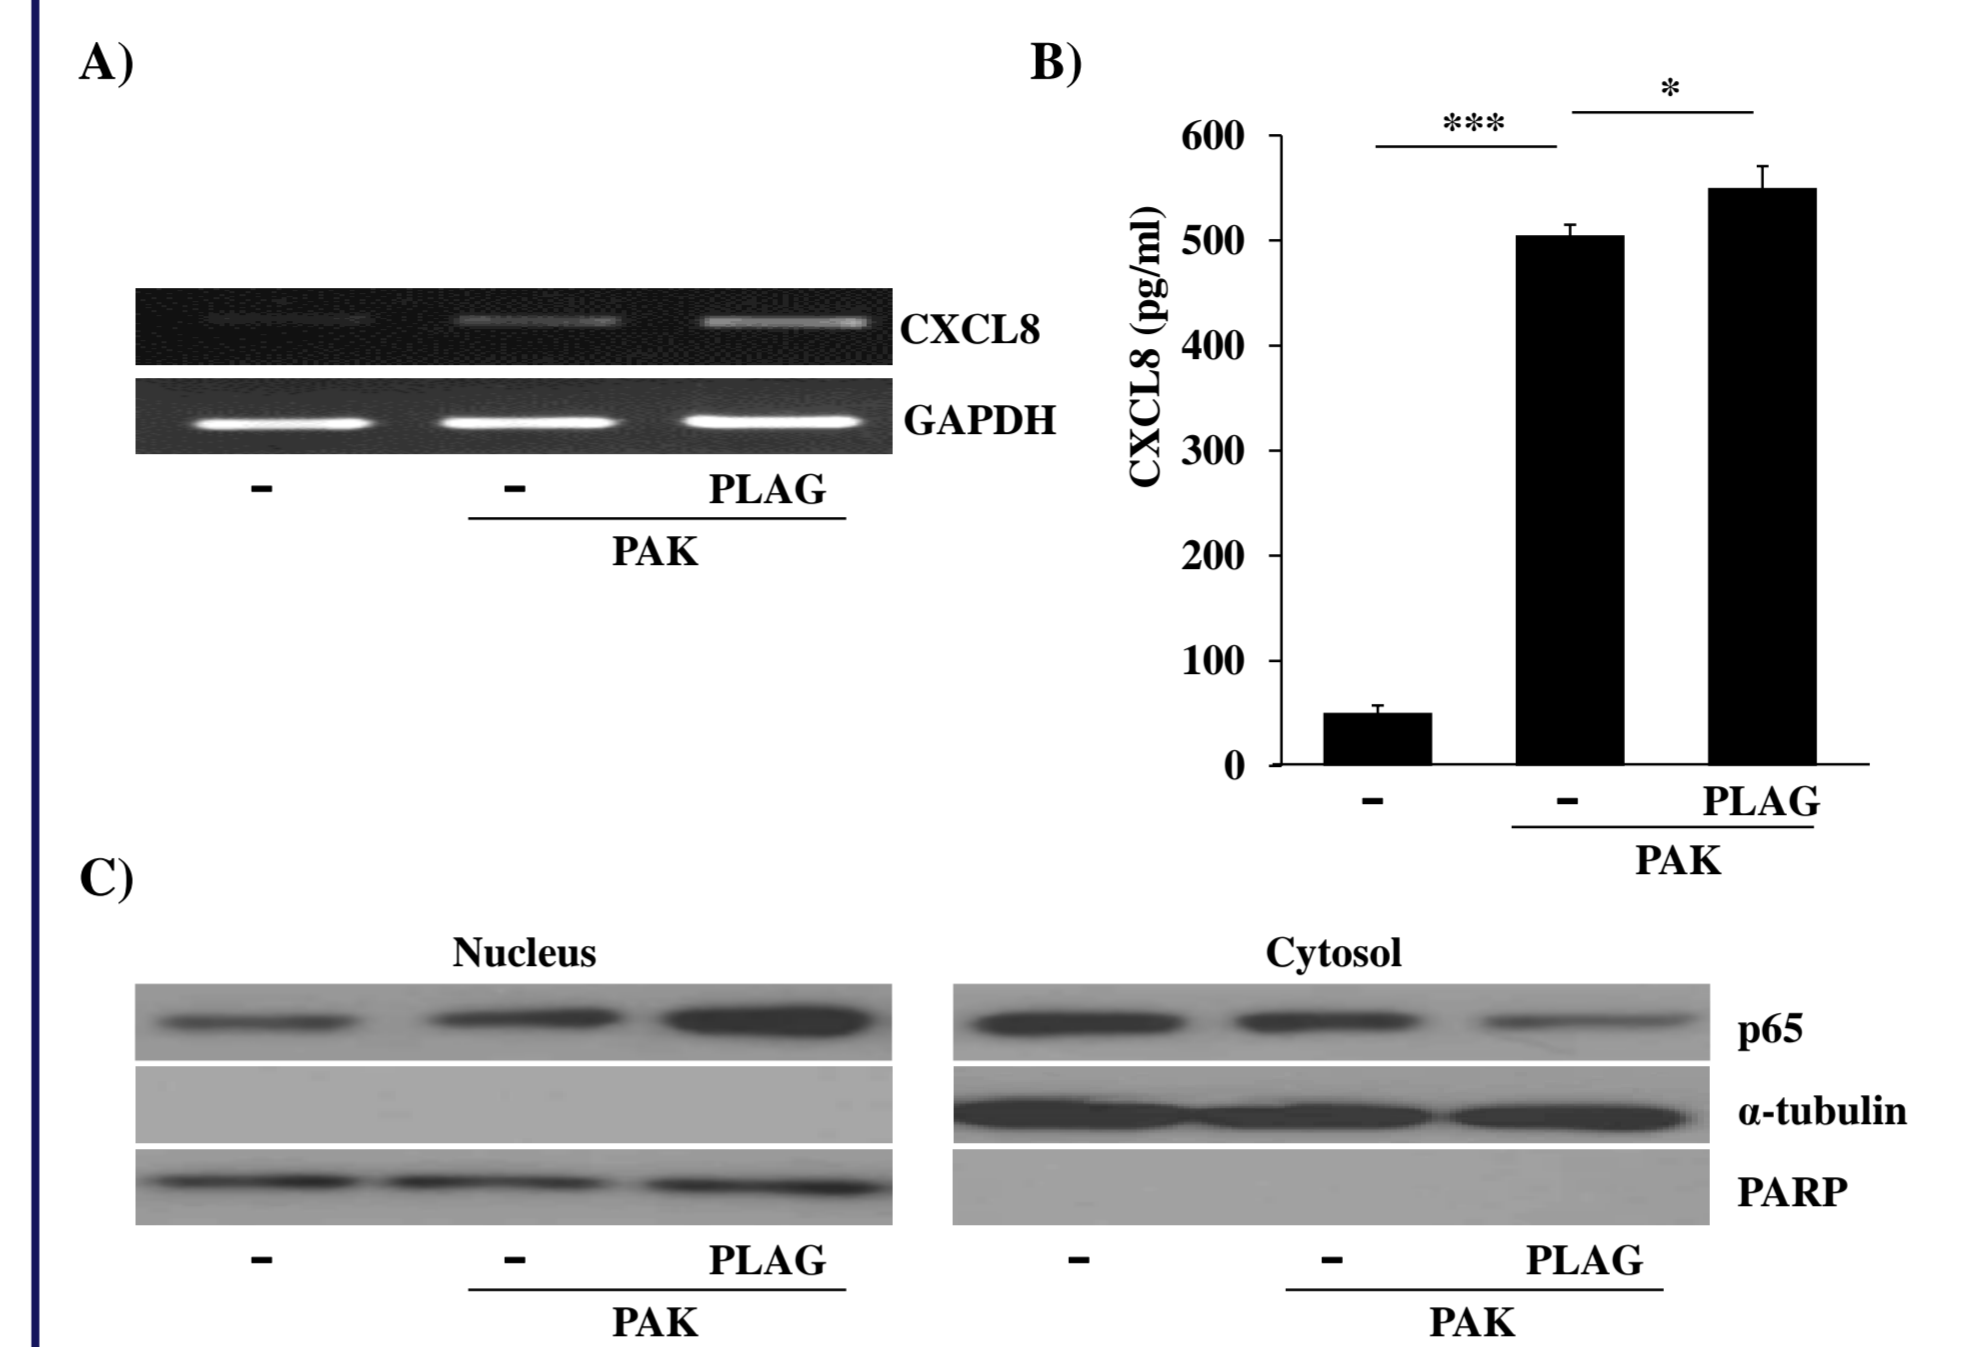 A)
CXCL8
GAPDH
– – PLAG
PAK
B)
*
***
CXCL8 (pg/ml)
600
500
400
300
200
100
0
– – PLAG
PAK
C)
Nucleus Cytosol
p65
α-tubulin
PARP
– – PLAG – – PLAG
PAK PAK